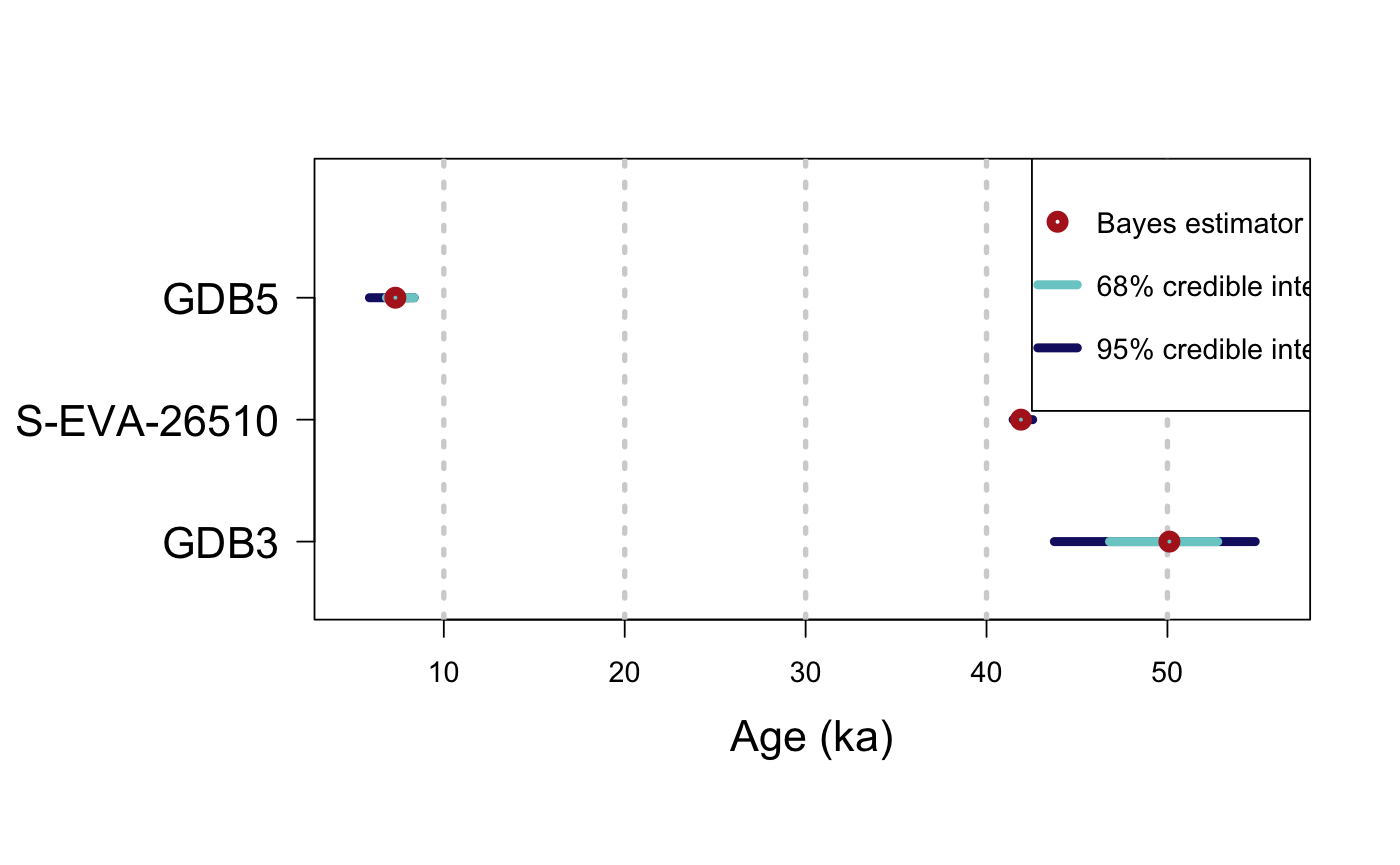 Bayes estimator
68% credible inte
95% credible inte
GDB5
S-EVA-26510
GDB3
10 20 30 40 50
Age (ka)